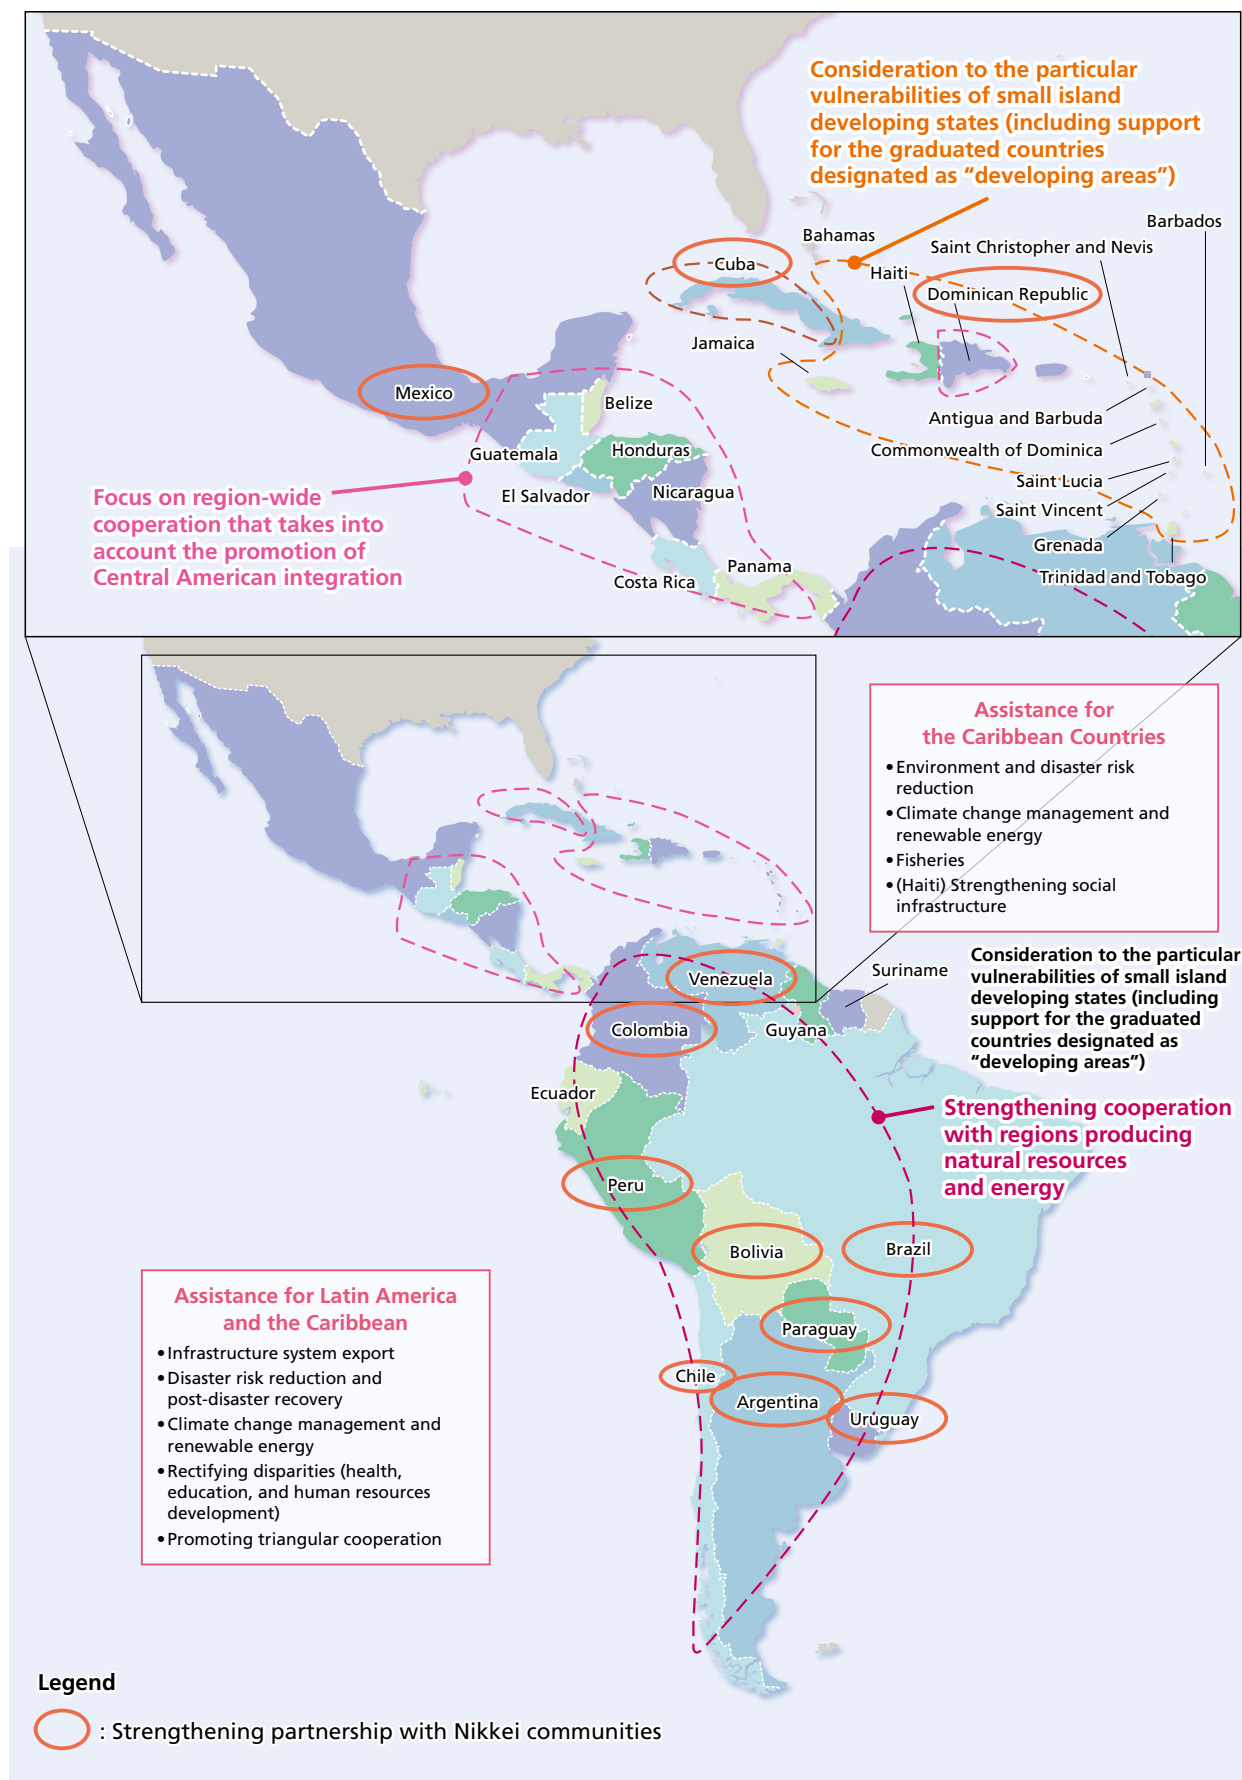 Consideration to the particular
vulnerabilities of small island
developing states (including support
for the graduated countries
designated as “developing areas”)
Barbados
Bahamas
Saint Christopher and Nevis
Cuba
Haiti
Dominican Republic
Jamaica
Mexico
Belize
Antigua and Barbuda
Guatemala
Honduras
Commonwealth of Dominica
Saint Lucia
El Salvador
Nicaragua
Saint Vincent
Focus on region-wide
cooperation that takes into
account the promotion of
Central American integration
Grenada
Panama
Costa Rica
Trinidad and Tobago
Assistance for
the Caribbean Countries
•Environment and disaster risk
reduction
•Climate change management and
renewable energy
•Fisheries
•(Haiti) Strengthening social
infrastructure
Consideration to the particular
vulnerabilities of small island
developing states (including
support for the graduated
countries designated as
“developing areas”)
Suriname
Venezuela
Colombia
Guyana
Ecuador
Strengthening cooperation
with regions producing
natural resources
and energy
Peru
Bolivia
Brazil
Paraguay
Chile
Argentina
Uruguay
Assistance for Latin America
and the Caribbean
•Infrastructure system export
•Disaster risk reduction and
post-disaster recovery
•Climate change management and
renewable energy
•Rectifying disparities (health,
education, and human resources
development)
•Promoting triangular cooperation
Legend
: Strengthening partnership with Nikkei communities